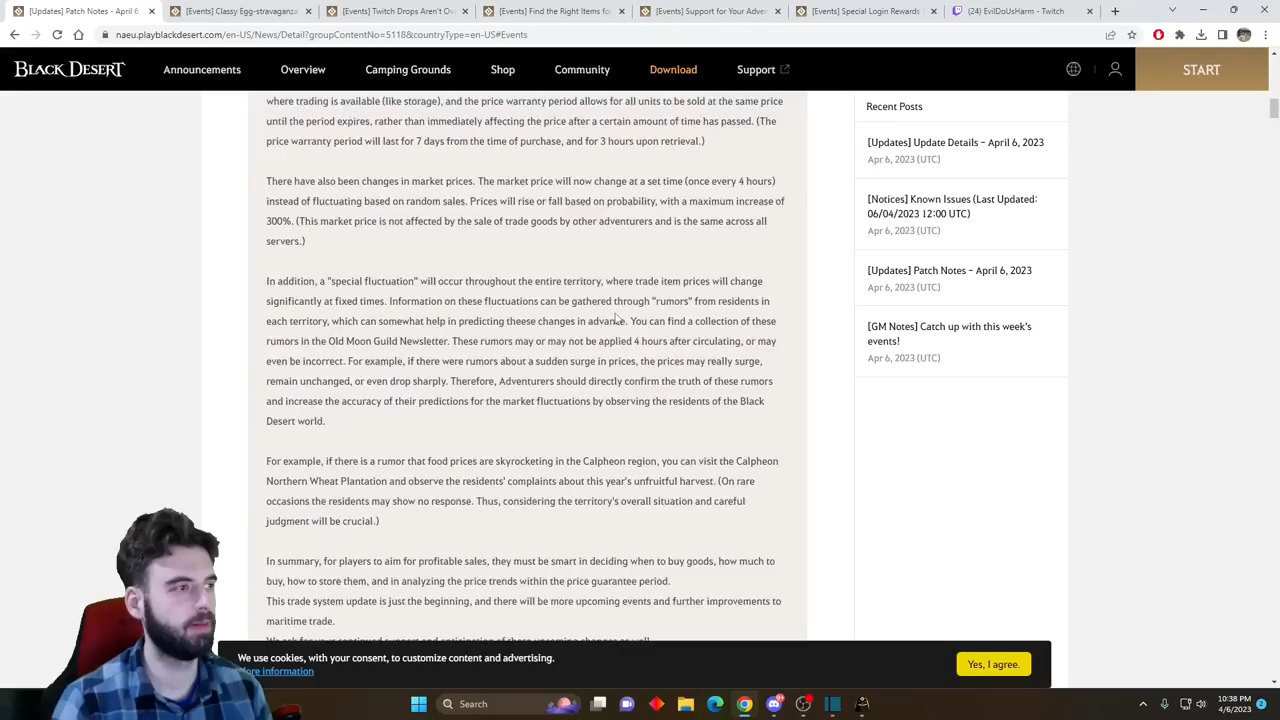 [Updates] Patch Notes - April 6
[Events] Classy Egg-stravaganza
[Events] Twitch Drops Aren't Ov
[Events] Find the Right Items fo
[Events] Support for Your Adven
[Events] Special Login Rewards
(24) EvilDoUsHarm - Twitch
naeu.playblackdesert.com/en-US/News/Detail?groupContentNo=5118&countryType=en-US#Events
BLACK DESERT
Announcements
Overview
Camping Grounds
Shop
Community
Download
Support
START
where trading is available (like storage), and the price warranty period allows for all units to be sold at the same price
until the period expires, rather than immediately affecting the price after a certain amount of time has passed. (The
price warranty period will last for 7 days from the time of purchase, and for 3 hours upon retrieval.)
There have also been changes in market prices. The market price will now change at a set time (once every 4 hours)
instead of fluctuating based on random sales. Prices will rise or fall based on probability, with a maximum increase of
300%. (This market price is not affected by the sale of trade goods by other adventurers and is the same across all
servers.)
In addition, a "special fluctuation" will occur throughout the entire territory, where trade item prices will change
significantly at fixed times. Information on these fluctuations can be gathered through "rumors" from residents in
each territory, which can somewhat help in predicting theese changes in advance. You can find a collection of these
rumors in the Old Moon Guild Newsletter. These rumors may or may not be applied 4 hours after circulating, or may
even be incorrect. For example, if there were rumors about a sudden surge in prices, the prices may really surge,
remain unchanged, or even drop sharply. Therefore, Adventurers should directly confirm the truth of these rumors
and increase the accuracy of their predictions for the market fluctuations by observing the residents of the Black
Desert world.
For example, if there is a rumor that food prices are skyrocketing in the Calpheon region, you can visit the Calpheon
Northern Wheat Plantation and observe the residents' complaints about this year's unfruitful harvest. (On rare
occasions the residents may show no response. Thus, considering the territory's overall situation and careful
judgment will be crucial.)
In summary, for players to aim for profitable sales, they must be smart in deciding when to buy goods, how much to
buy, how to store them, and in analyzing the price trends within the price guarantee period.
This trade system update is just the beginning, and there will be more upcoming events and further improvements to
maritime trade.
We ask for your continued support and anticipation of these upcoming changes as well.
Recent Posts
[Updates] Update Details – April 6, 2023
Apr 6, 2023 (UTC)
[Notices] Known Issues (Last Updated:
06/04/2023 12:00 UTC)
Apr 6, 2023 (UTC)
[Updates] Patch Notes – April 6, 2023
Apr 6, 2023 (UTC)
[GM Notes] Catch up with this week's
events!
Apr 6, 2023 (UTC)
We use cookies, with your consent, to customize content and advertising.
ore information
Yes, I agree.
Search
10:38 PM
4/6/2023